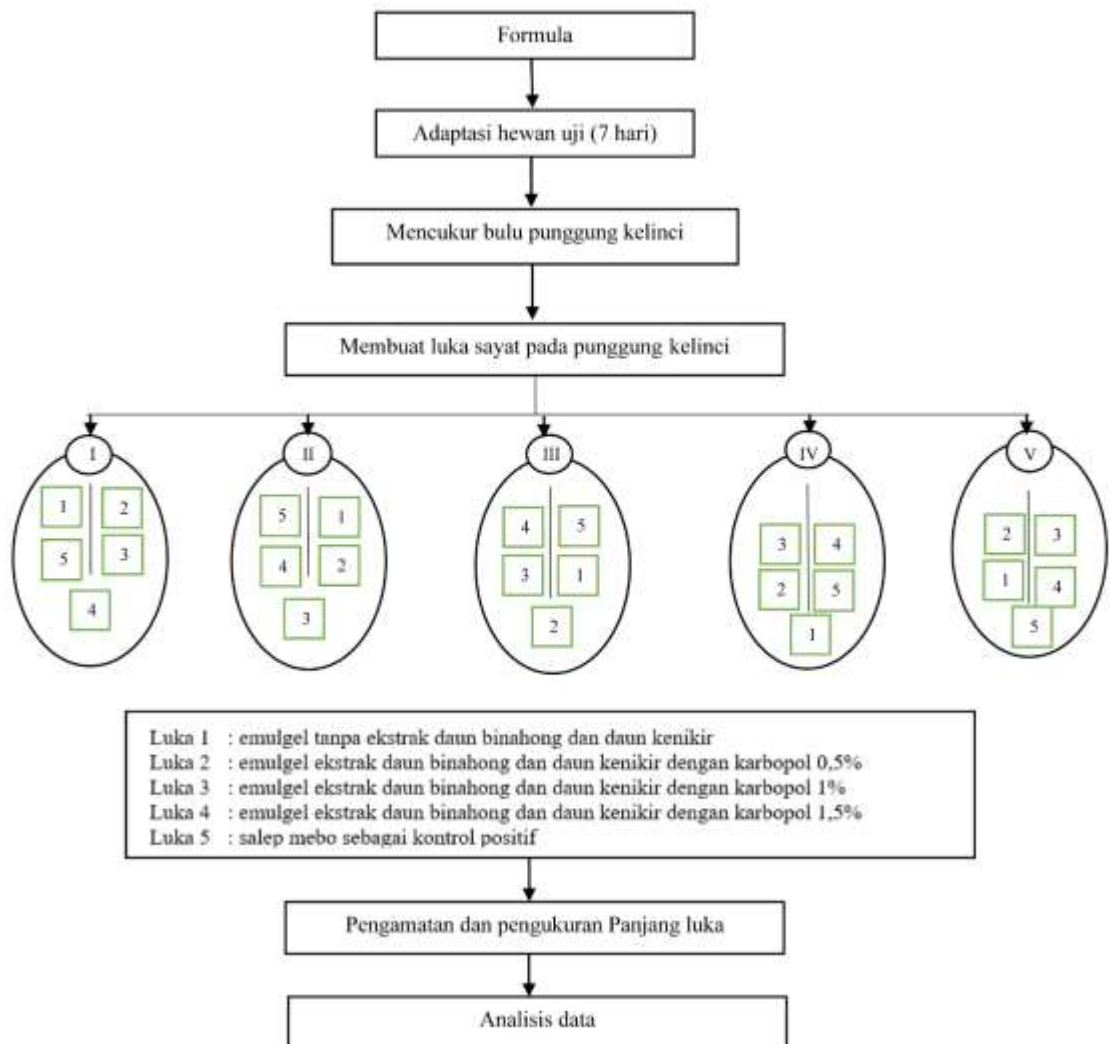 Formula
Adaptasi hewan uji (7 hari)
Mencukur bulu punggung kelinci
Membuat luka sayat pada punggung kelinci
I
1 2
5 3
4
II
5 1
4 2
3
III
4 5
3 1
2
IV
3 4
2 5
1
V
2 3
1 4
5
Luka 1 : emulgel tanpa ekstrak daun binahong dan daun kenikir
Luka 2 : emulgel ekstrak daun binahong dan daun kenikir dengan karbopol 0,5%
Luka 3 : emulgel ekstrak daun binahong dan daun kenikir dengan karbopol 1%
Luka 4 : emulgel ekstrak daun binahong dan daun kenikir dengan karbopol 1,5%
Luka 5 : salep mebo sebagai kontrol positif
Pengamatan dan pengukuran Panjang luka
Analisis data